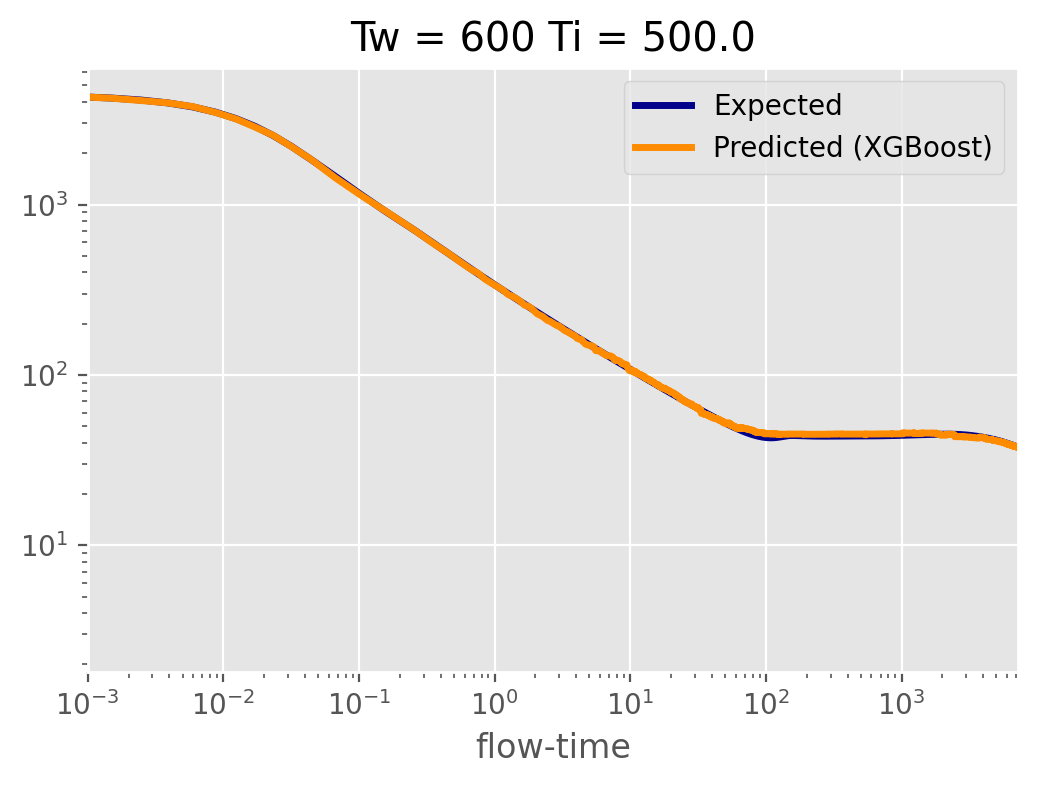 Tw = 600 Ti = 500.0
Expected
Predicted (XGBoost)
10³
10²
10¹
10⁻³ 10⁻² 10⁻¹ 10⁰ 10¹ 10² 10³
flow-time